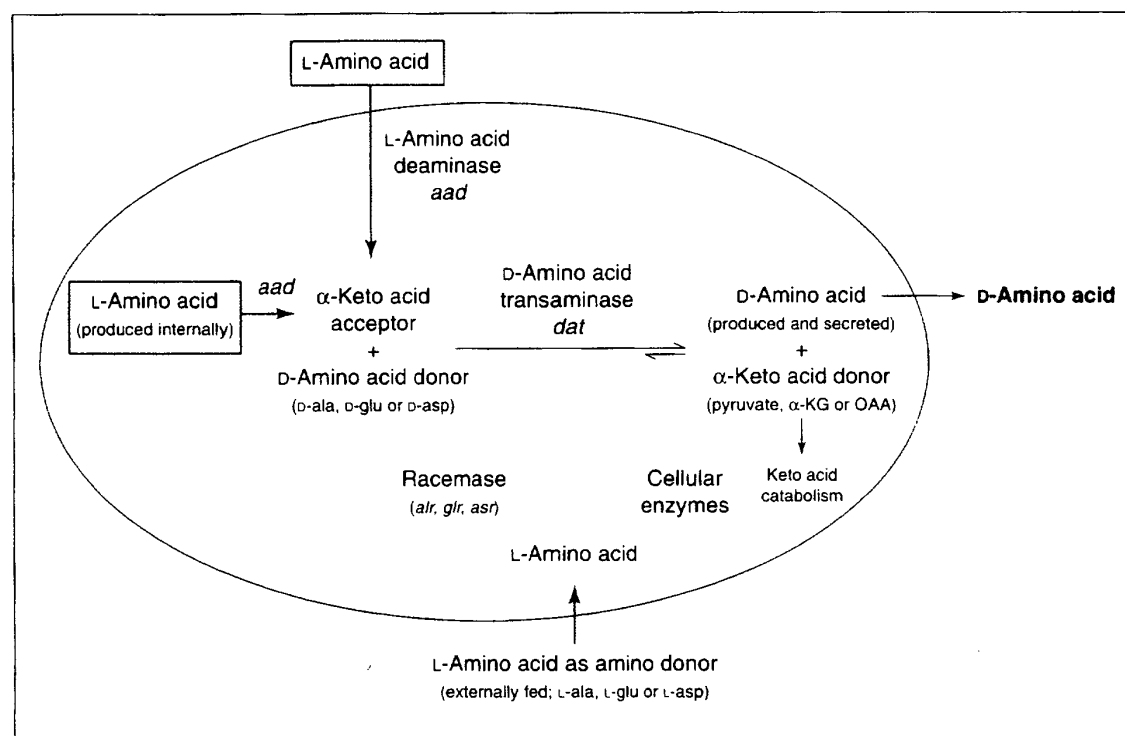 L-Amino acid
L-Amino acid
deaminase
aad
L-Amino acid
(produced internally)
aad
α-Keto acid
acceptor
+
D-Amino acid donor
(D-ala, D-glu or D-asp)
D-Amino acid
transaminase
dat
D-Amino acid
(produced and secreted)
+
α-Keto acid donor
(pyruvate, α-KG or OAA)
D-Amino acid
Racemase
(alr, glr, asr)
Cellular
enzymes
Keto acid
catabolism
L-Amino acid
L-Amino acid as amino donor
(externally fed; L-ala, L-glu or L-asp)